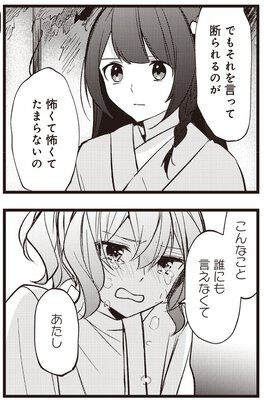 でもそれを言って
断られるのが
怖くて怖くて
たまらないの
こんなこと
誰にも
言えなくて
あたし